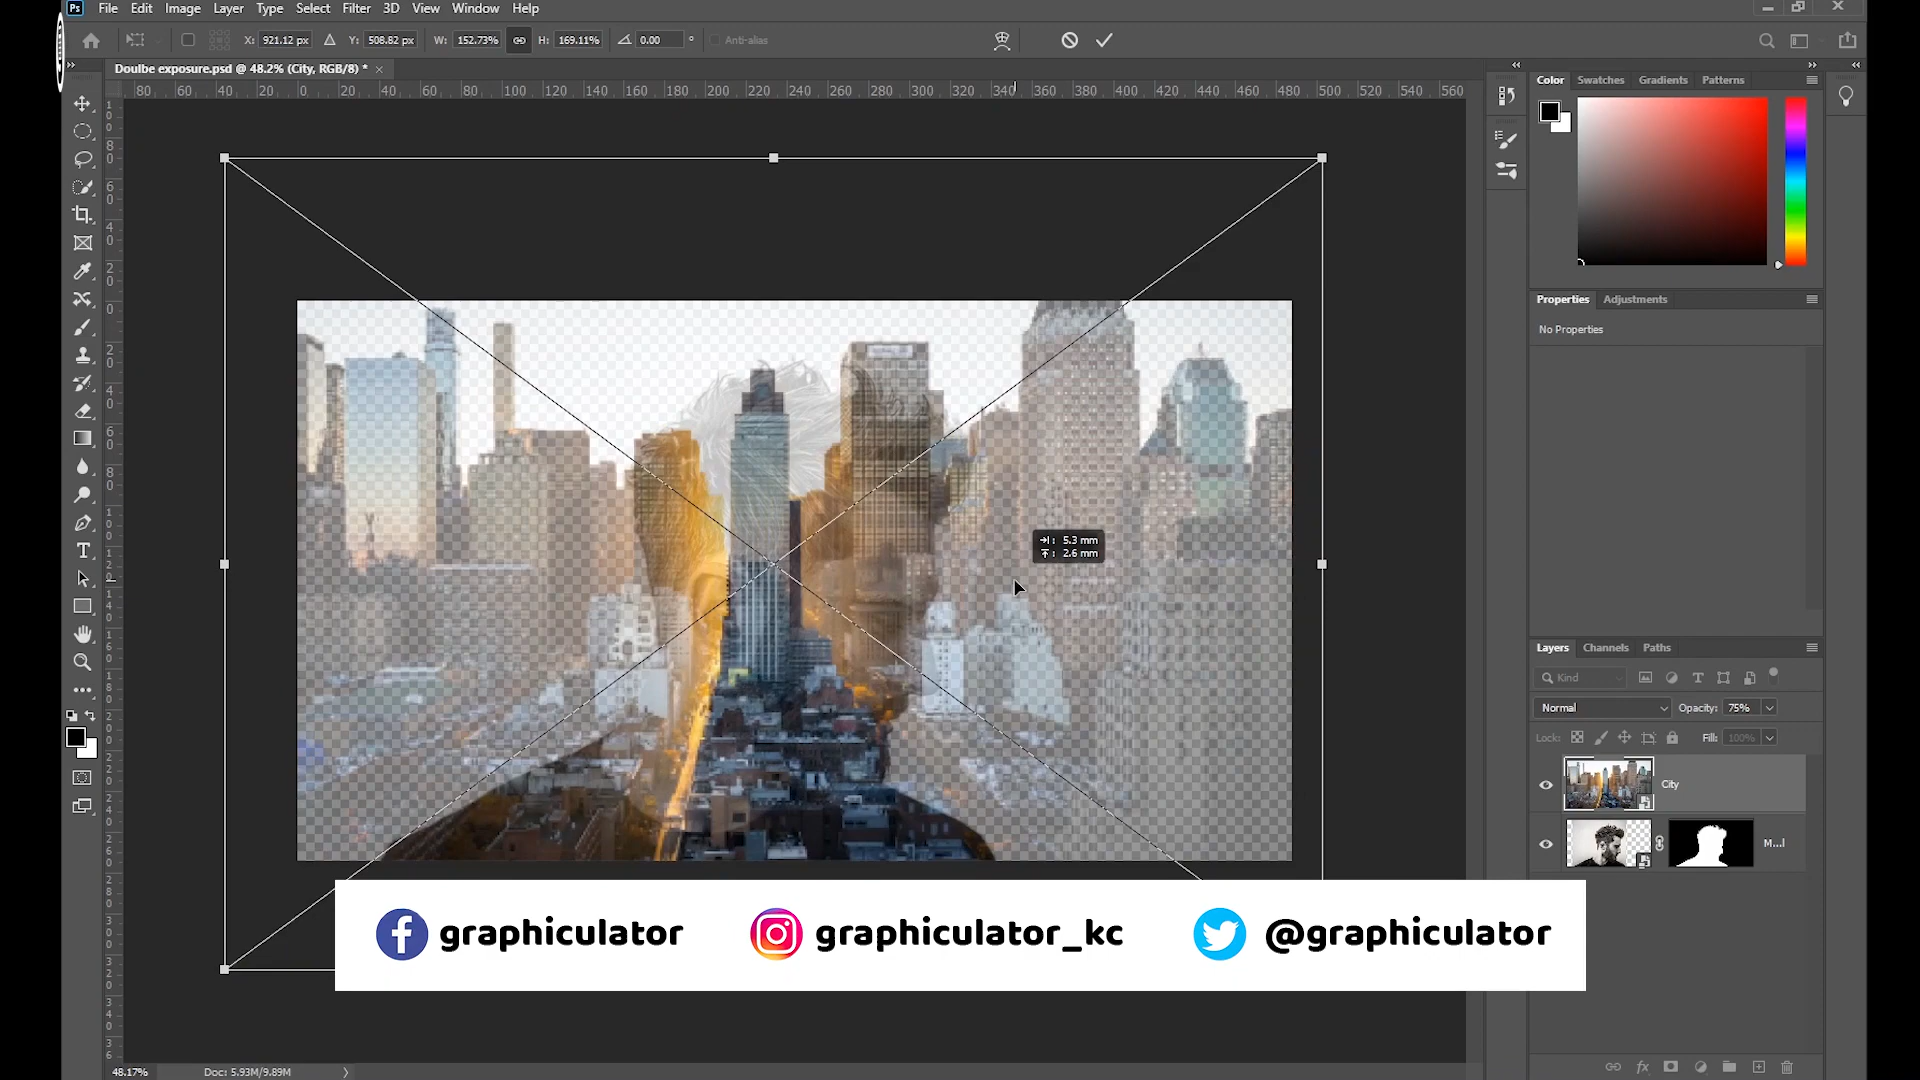 Ps File Edit Image Layer Type Select Filter 3D View Window Help
X: 921.12 px Y: 508.82 px W: 152.73% H: 169.11% 0.00 ° Anti-alias
Doulbe exposure.psd @ 48.2% (City, RGB/8) *
80 60 40 20 0 20 40 60 80 100 120 140 160 180 200 220 240 260 280 300 320 340 360 380 400 420 440 460 480 500 520 540 560
Color Swatches Gradients Patterns
Properties Adjustments
No Properties
5.3 mm
2.6 mm
Layers Channels Paths
Kind
Normal Opacity: 75%
Lock: Fill: 100%
City
M...l
graphiculator graphiculator_kc @graphiculator
48.17% Doc: 5.93M/9.89M